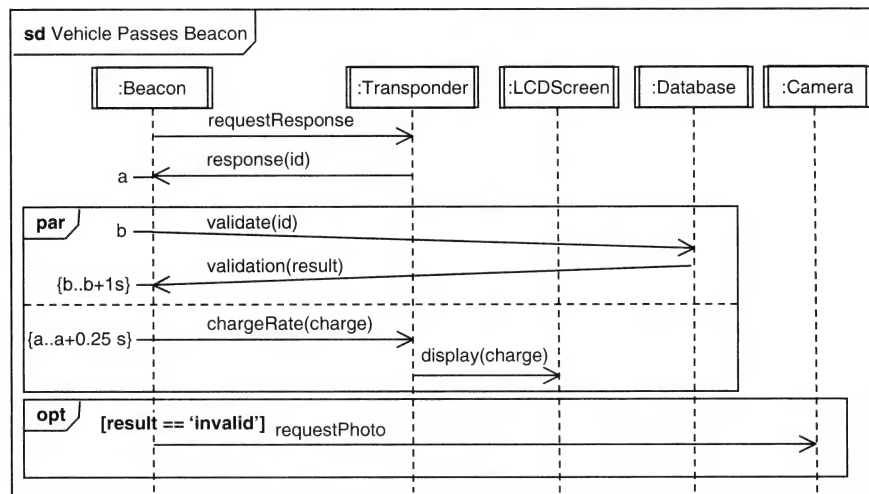 sd Vehicle Passes Beacon
:Beacon :Transponder :LCDScreen :Database :Camera
requestResponse
response(id)
a
par
validate(id)
b
validation(result)
{b..b+1s}
chargeRate(charge)
{a..a+0.25 s}
display(charge)
opt
[result == ‘invalid’] requestPhoto